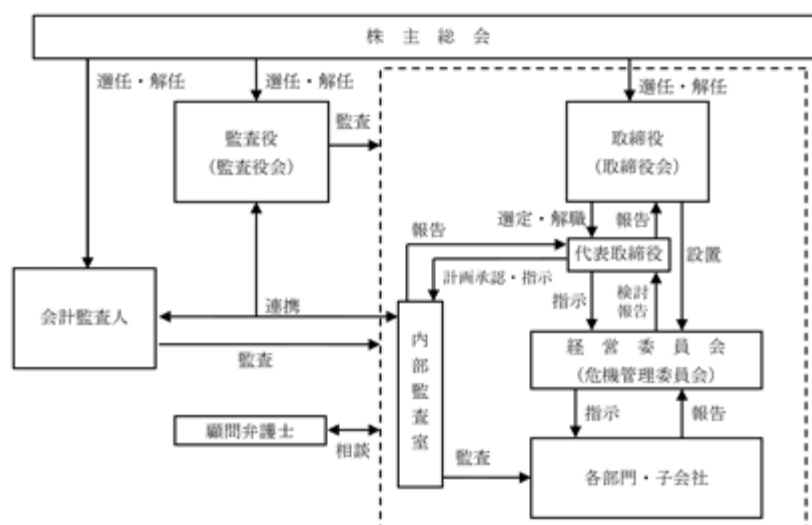 株主総会
選任・解任
選任・解任
選任・解任
監査役
(監査役会)
監査
取締役
(取締役会)
選定・解職
報告
報告
代表取締役
設置
計画承認・指示
指示
検討
報告
会計監査人
連携
監査
内部監査室
経営委員会
(危機管理委員会)
指示
報告
顧問弁護士
相談
監査
各部門・子会社